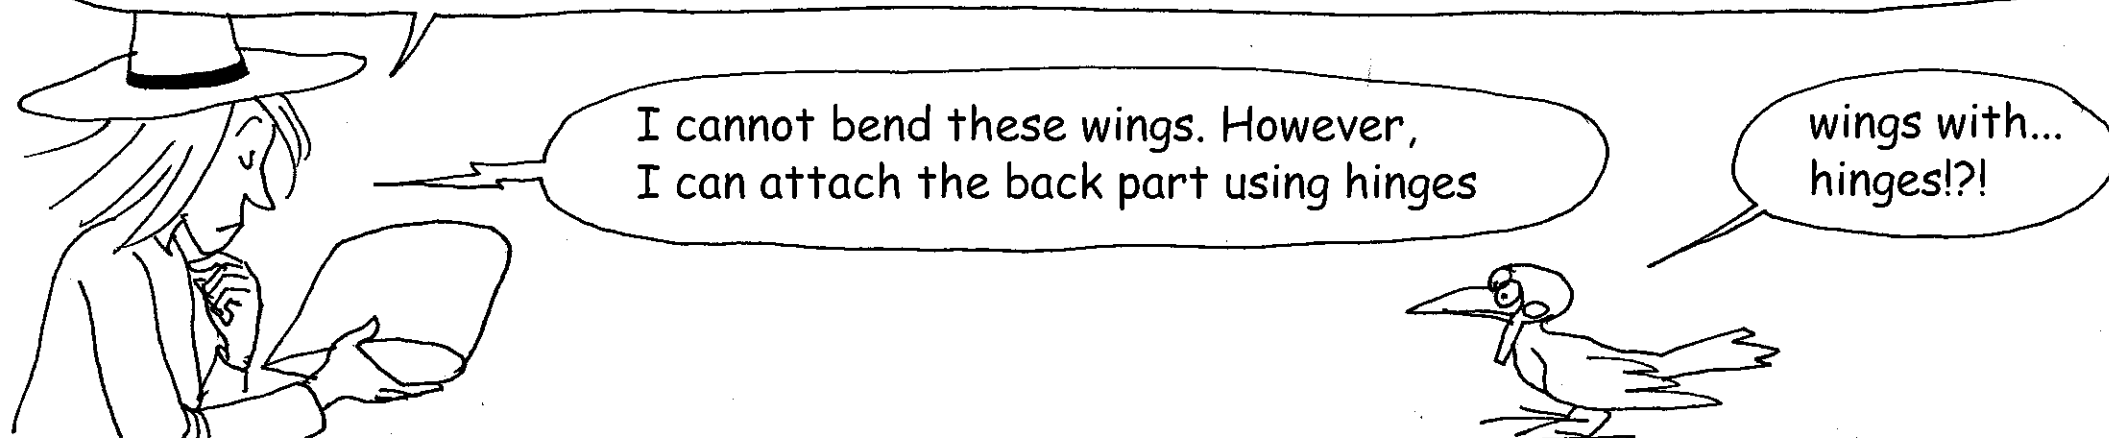 I cannot bend these wings. However,
I can attach the back part using hinges
wings with...
hinges!?!